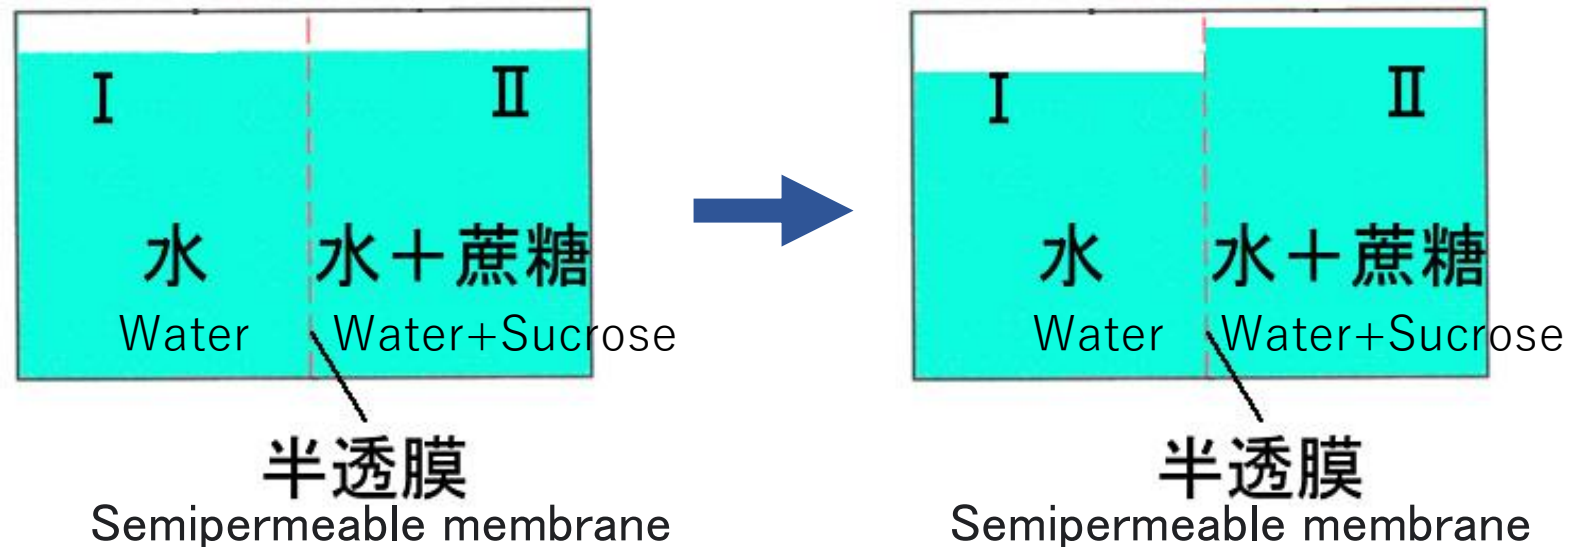 Ⅰ
Ⅱ
水
水＋蔗糖
Water
Water+Sucrose
半透膜
Semipermeable membrane
Ⅰ
Ⅱ
水
水＋蔗糖
Water
Water+Sucrose
半透膜
Semipermeable membrane